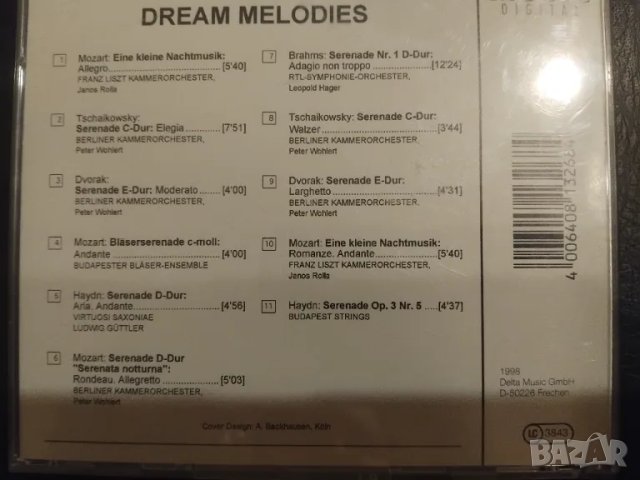 DREAM MELODIES
DIGITAL
1 Mozart: Eine kleine Nachtmusik:
Allegro [5'40]
FRANZ LISZT KAMMERORCHESTER,
Janos Rolla
2 Tschaikowsky:
Serenade C-Dur: Elegia [7'51]
BERLINER KAMMERORCHESTER,
Peter Wohlert
3 Dvorak:
Serenade E-Dur: Moderato [4'00]
BERLINER KAMMERORCHESTER,
Peter Wohlert
4 Mozart: Bläserserenade c-moll:
Andante [4'00]
BUDAPESTER BLÄSER-ENSEMBLE
5 Haydn: Serenade D-Dur:
Aria. Andante [4'56]
VIRTUOSI SAXONIAE
LUDWIG GÜTTLER
6 Mozart: Serenade D-Dur
"Serenata notturna":
Rondeau. Allegretto [5'03]
BERLINER KAMMERORCHESTER,
Peter Wohlert
7 Brahms: Serenade Nr. 1 D-Dur:
Adagio non troppo [12'24]
RTL-SYMPHONIE-ORCHESTER,
Leopold Hager
8 Tschaikowsky: Serenade C-Dur:
Walzer [3'44]
BERLINER KAMMERORCHESTER,
Peter Wohlert
9 Dvorak: Serenade E-Dur:
Larghetto [4'31]
BERLINER KAMMERORCHESTER,
Peter Wohlert
10 Mozart: Eine kleine Nachtmusik:
Romanze. Andante [5'40]
FRANZ LISZT KAMMERORCHESTER,
Janos Rolla
11 Haydn: Serenade Op. 3 Nr. 5 [4'37]
BUDAPEST STRINGS
Cover Design: A. Backhausen, Köln
1998
Delta Music GmbH
D-50226 Frechen
LC 3843
BAZAR